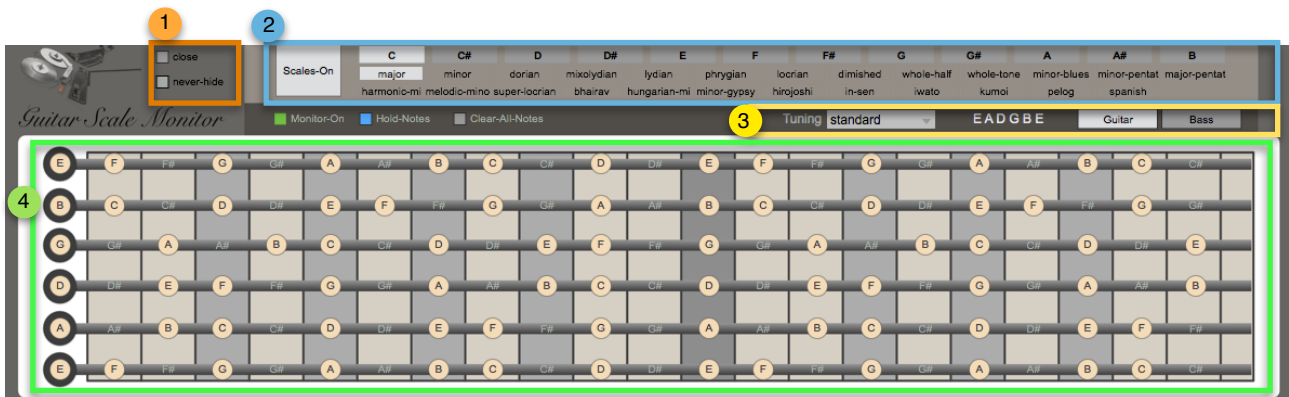 1
2
close
never-hide
Scales-On
C C# D D# E F F# G G# A A# B
major minor dorian mixolydian lydian phrygian locrian dimished whole-half whole-tone minor-blues minor-pentat major-pentat
harmonic-mi melodic-mino super-locrian bhairav hungarian-mi minor-gypsy hirojoshi in-sen iwato kumoi pelog spanish
Guitar Scale Monitor
Monitor-On Hold-Notes Clear-All-Notes
3 Tuning standard EADGBE Guitar Bass
E F F# G G# A A# B C C# D D# E F F# G G# A A# B C C#
4
B C C# D D# E F F# G G# A A# B C C# D D# E F F# G G#
G G# A A# B C C# D D# E F F# G G# A A# B C C# D D# E
D D# E F F# G G# A A# B C C# D D# E F F# G G# A A# B
A A# B C C# D D# E F F# G G# A A# B C C# D D# E F F#
E F F# G G# A A# B C C# D D# E F F# G G# A A# B C C#